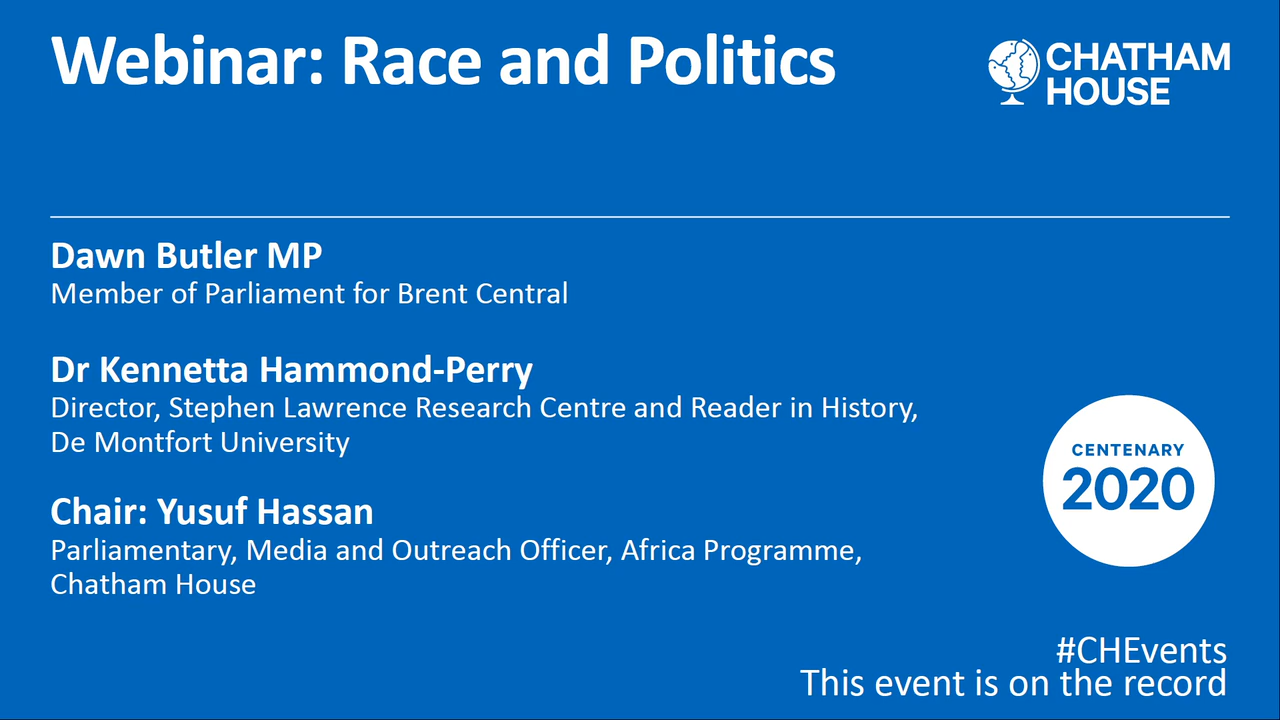 Webinar: Race and Politics
CHATHAM
HOUSE
Dawn Butler MP
Member of Parliament for Brent Central
Dr Kennetta Hammond-Perry
Director, Stephen Lawrence Research Centre and Reader in History,
De Montfort University
Chair: Yusuf Hassan
Parliamentary, Media and Outreach Officer, Africa Programme,
Chatham House
CENTENARY
2020
#CHEvents
This event is on the record